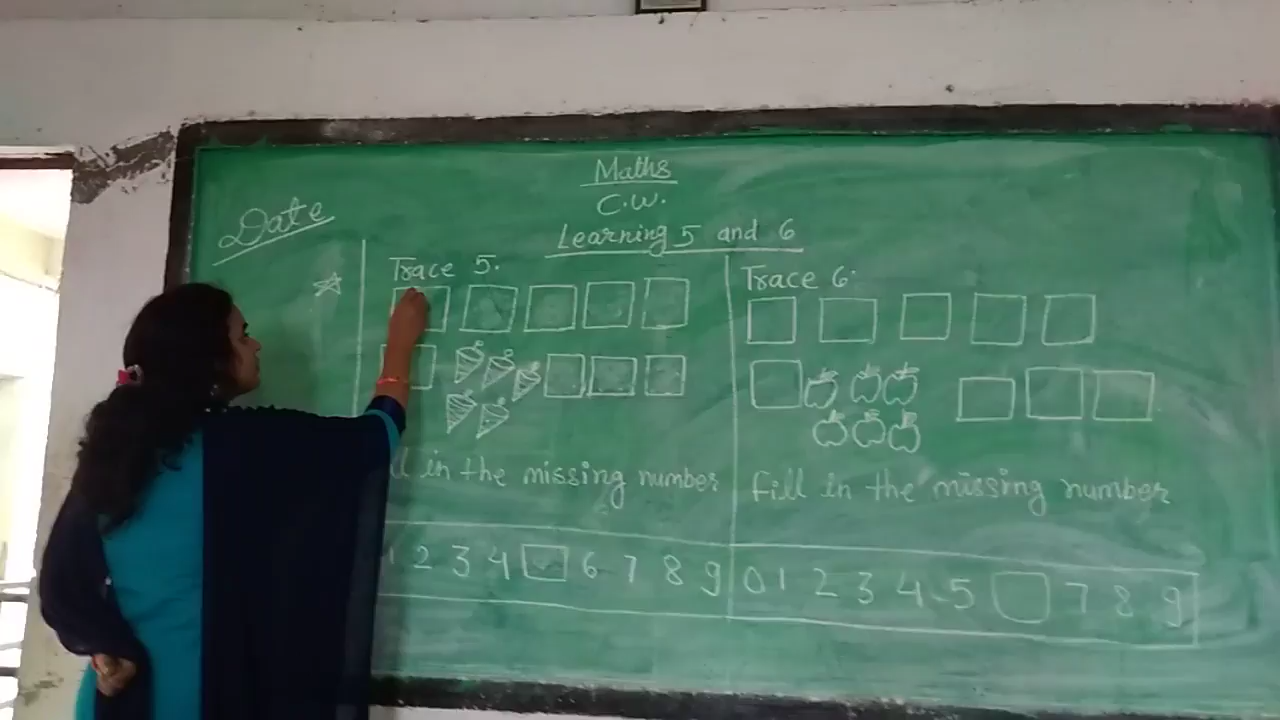 Maths
C.W.
Date
Learning 5 and 6
Trace 5.
Trace 6.
in the missing number
Fill in the missing number
1 2 3 4 6 7 8 9
0 1 2 3 4 5 7 8 9